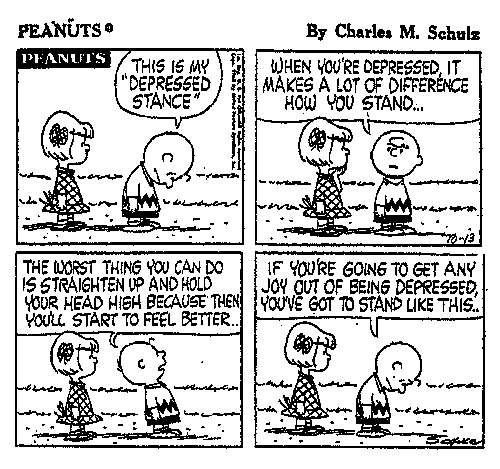 PEANUTS®
By Charles M. Schulz
PEANUTS
THIS IS MY
"DEPRESSED
STANCE"
WHEN YOU'RE DEPRESSED, IT
MAKES A LOT OF DIFFERENCE
HOW YOU STAND...
10-13
THE WORST THING YOU CAN DO
IS STRAIGHTEN UP AND HOLD
YOUR HEAD HIGH BECAUSE THEN
YOU'LL START TO FEEL BETTER..
IF YOU'RE GOING TO GET ANY
JOY OUT OF BEING DEPRESSED,
YOU'VE GOT TO STAND LIKE THIS..